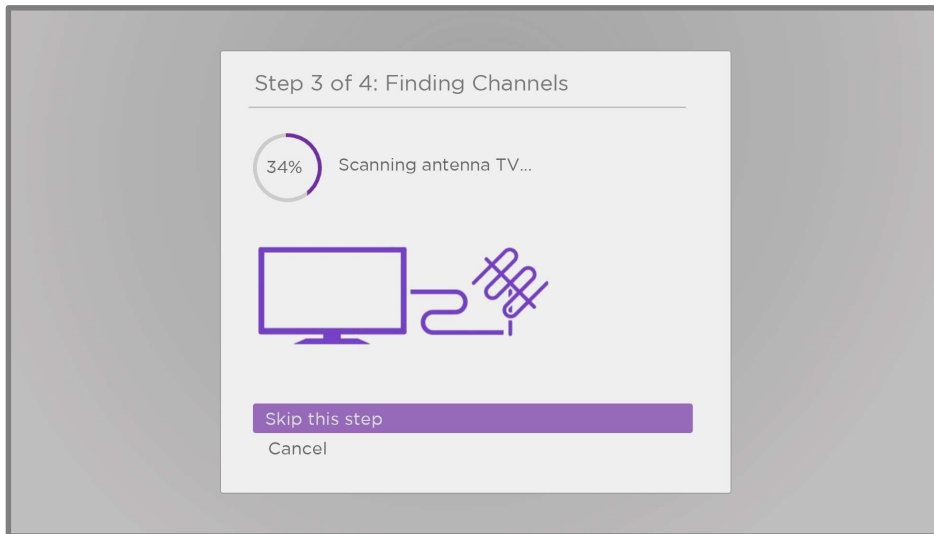 Step 3 of 4: Finding Channels
34%
Scanning antenna TV...
Skip this step
Cancel